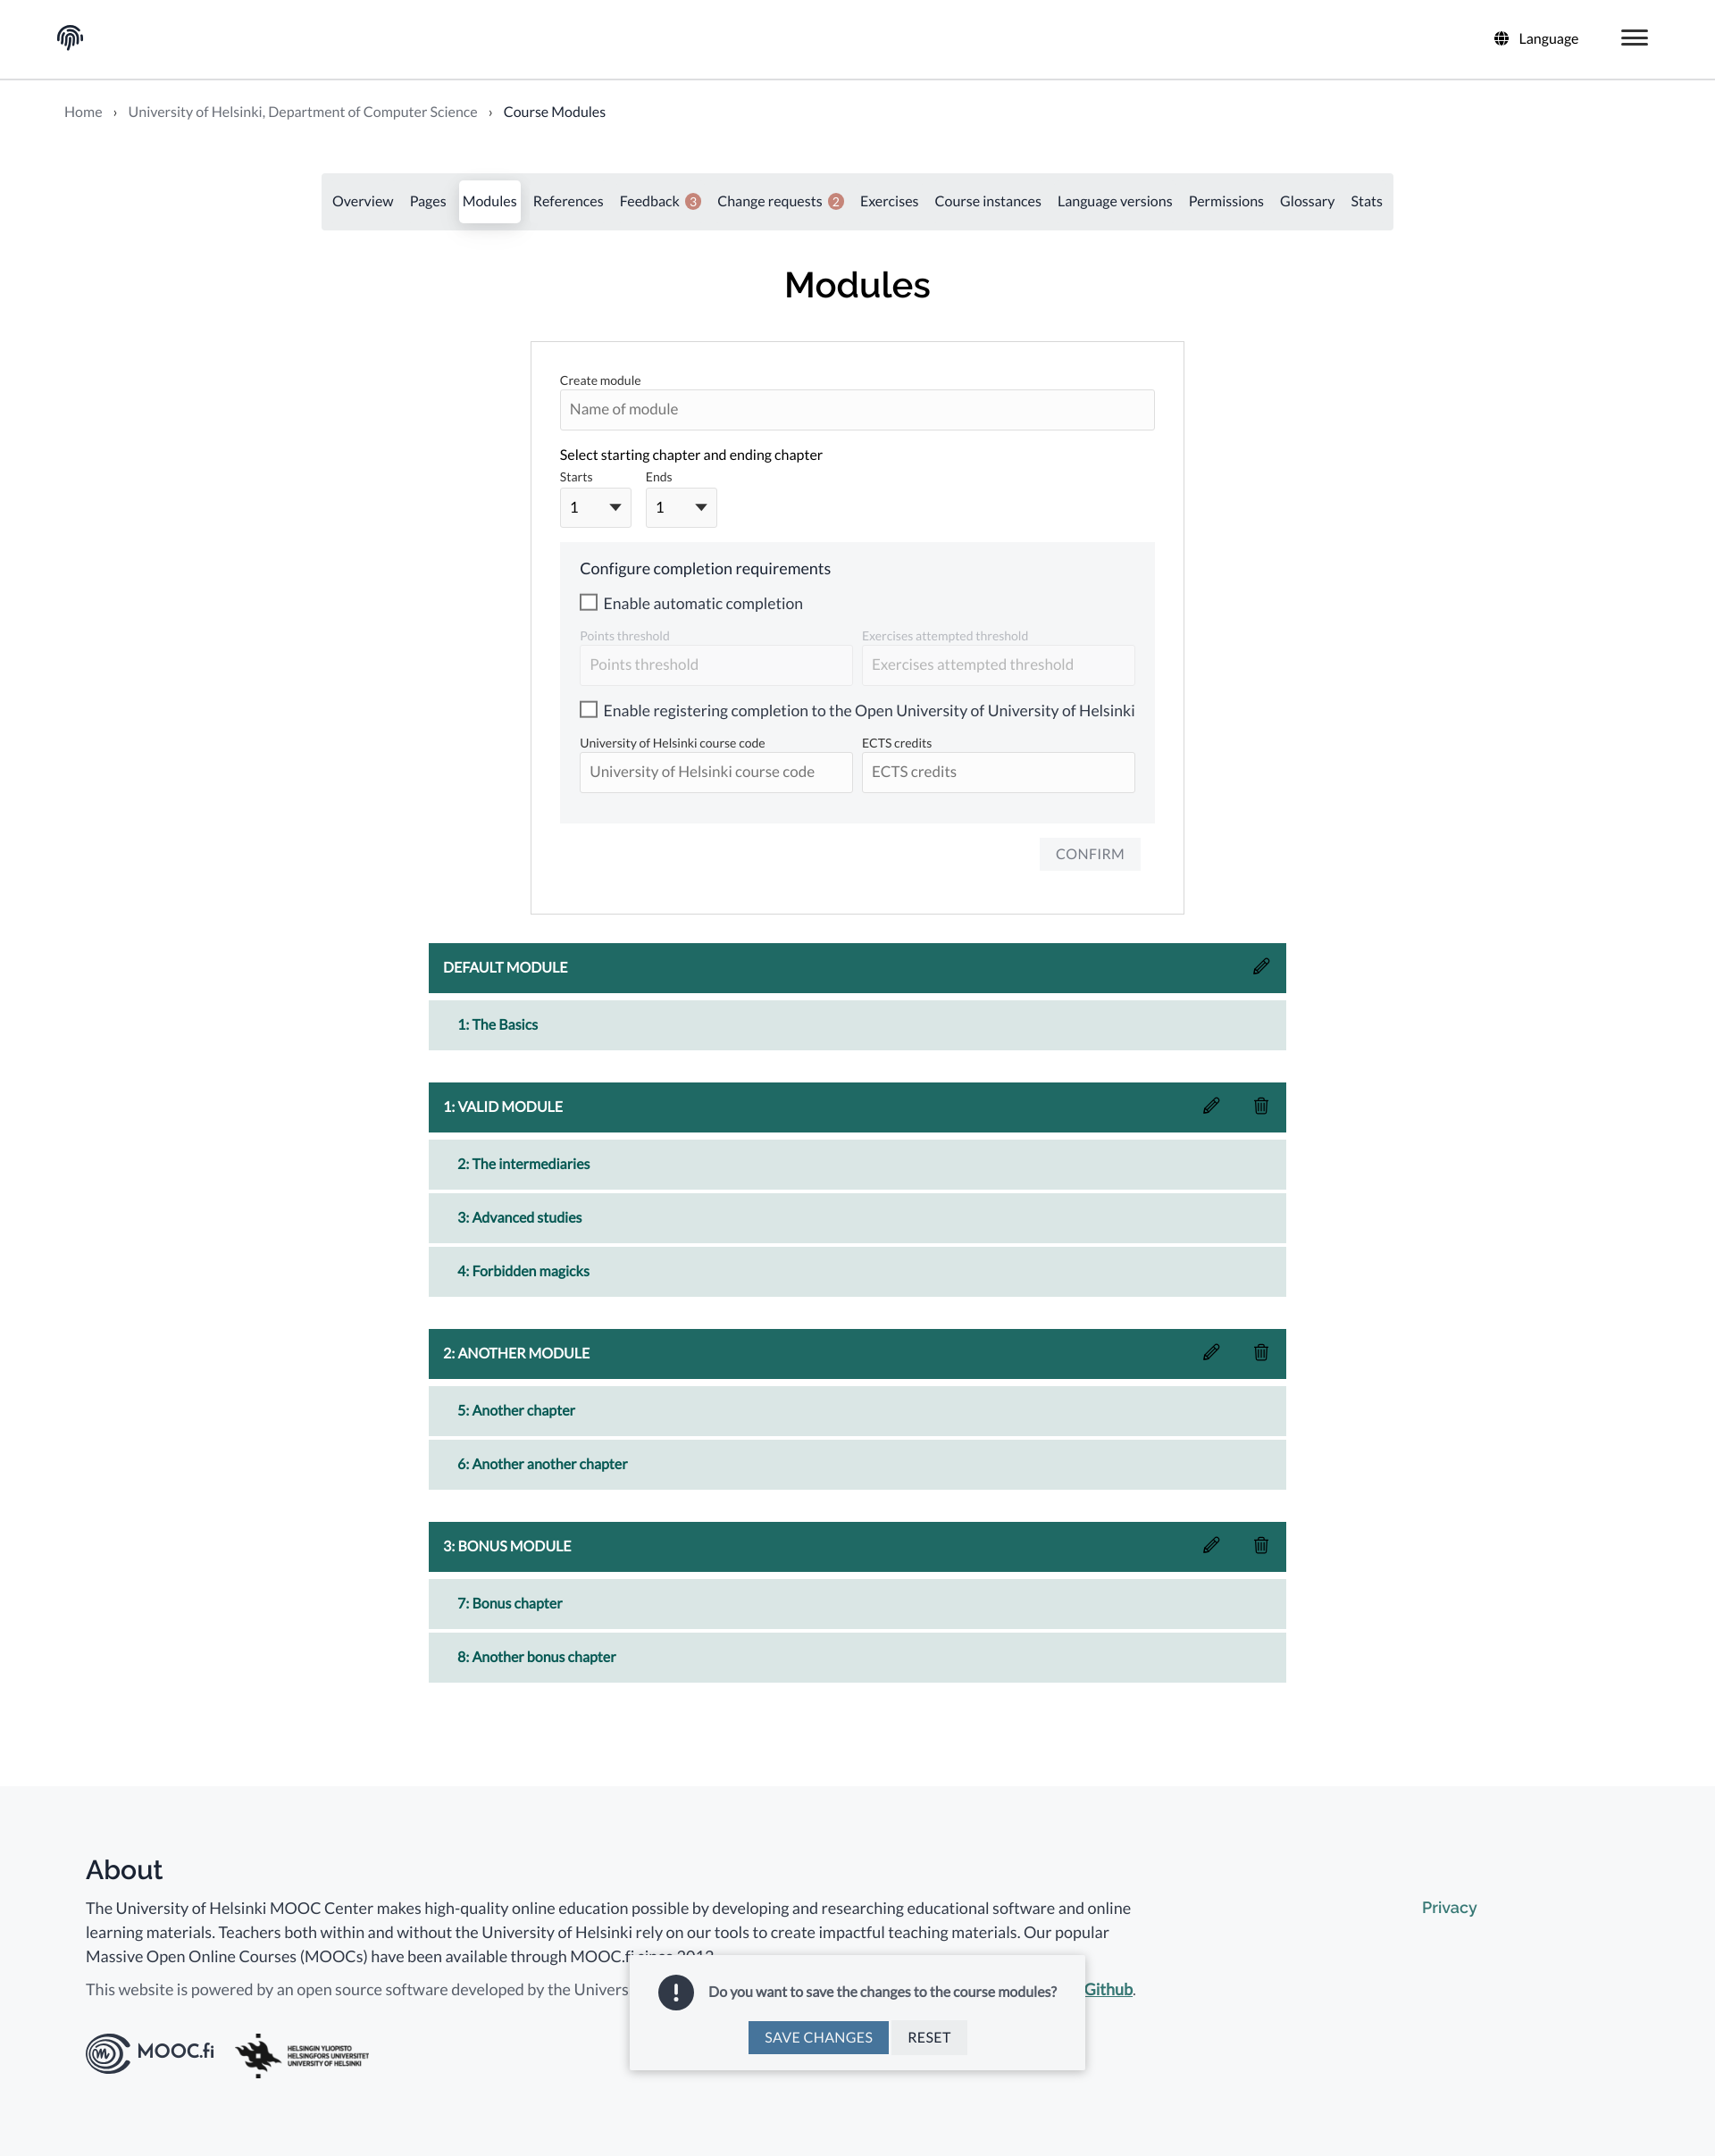 Language
Home › University of Helsinki, Department of Computer Science › Course Modules
Overview Pages Modules References Feedback 3 Change requests 2 Exercises Course instances Language versions Permissions Glossary Stats
Modules
Create module
Name of module
Select starting chapter and ending chapter
Starts Ends
1 1
Configure completion requirements
Enable automatic completion
Points threshold Exercises attempted threshold
Points threshold Exercises attempted threshold
Enable registering completion to the Open University of University of Helsinki
University of Helsinki course code ECTS credits
University of Helsinki course code ECTS credits
CONFIRM
DEFAULT MODULE
1: The Basics
1: VALID MODULE
2: The intermediaries
3: Advanced studies
4: Forbidden magicks
2: ANOTHER MODULE
5: Another chapter
6: Another another chapter
3: BONUS MODULE
7: Bonus chapter
8: Another bonus chapter
About
The University of Helsinki MOOC Center makes high-quality online education possible by developing and researching educational software and online
learning materials. Teachers both within and without the University of Helsinki rely on our tools to create impactful teaching materials. Our popular
Massive Open Online Courses (MOOCs) have been available through MOOC.fi since 2012.
Privacy
This website is powered by an open source software developed by the Univers Github.
Do you want to save the changes to the course modules?
SAVE CHANGES RESET
MOOC.fi
HELSINGIN YLIOPISTO
HELSINGFORS UNIVERSITET
UNIVERSITY OF HELSINKI